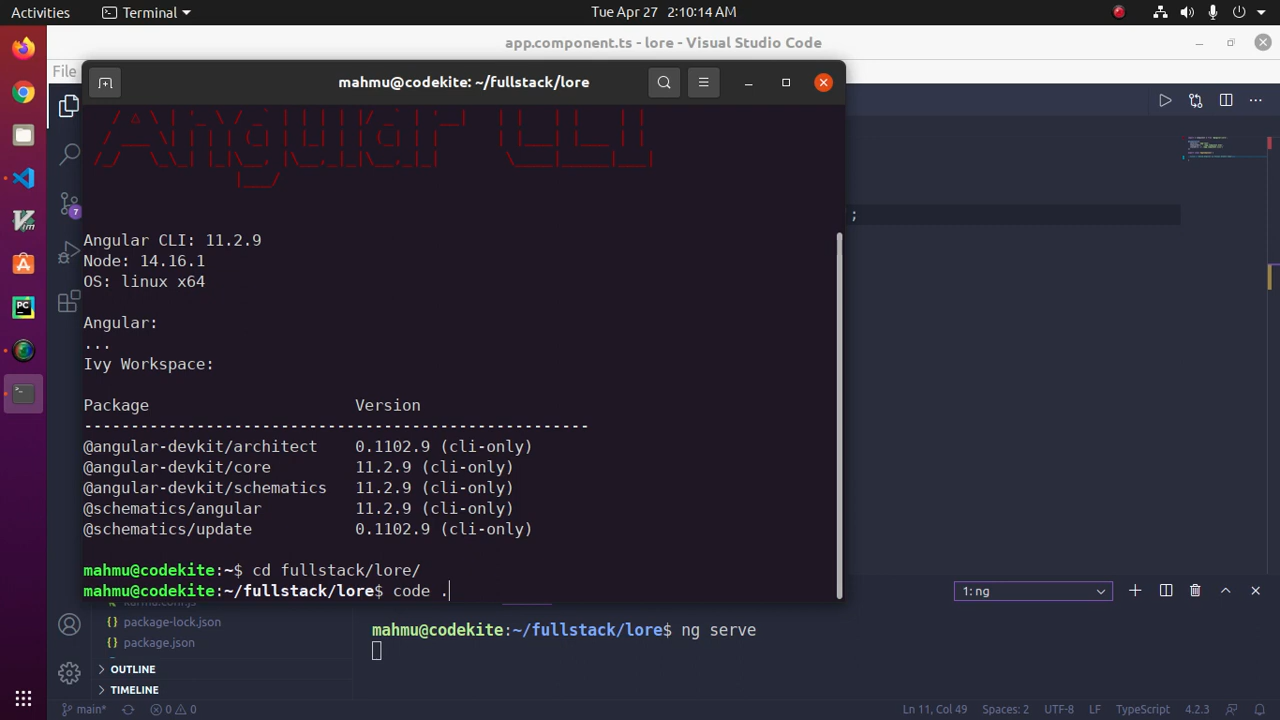 Activities
Terminal
Tue Apr 27 2:10:14 AM
app.component.ts - lore - Visual Studio Code
File
mahmu@codekite: ~/fullstack/lore
7
;
Angular CLI: 11.2.9
Node: 14.16.1
OS: linux x64
Angular:
...
Ivy Workspace:
Package Version
------------------------------------------------------
@angular-devkit/architect 0.1102.9 (cli-only)
@angular-devkit/core 11.2.9 (cli-only)
@angular-devkit/schematics 11.2.9 (cli-only)
@schematics/angular 11.2.9 (cli-only)
@schematics/update 0.1102.9 (cli-only)
mahmu@codekite:~$ cd fullstack/lore/
mahmu@codekite:~/fullstack/lore$ code .
1: ng
karma.conf.js
{} package-lock.json
{} package.json
OUTLINE
TIMELINE
mahmu@codekite:~/fullstack/lore$ ng serve
main*
0 0
Ln 11, Col 49
Spaces: 2
UTF-8
LF
TypeScript
4.2.3